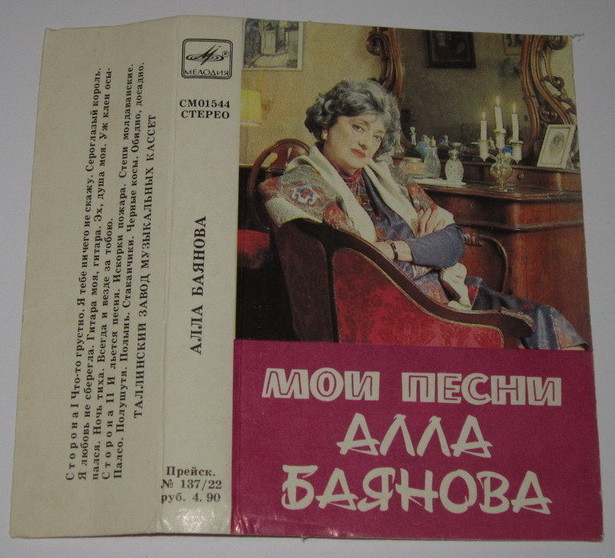 Сторона I Что-то грустно. Я тебе ничего не скажу. Сероглазый король.
Я любовь не сберегла. Гитара моя, гитара. Эх, душа моя. Уж клен осы-
пался. Ночь тиха. Всегда и везде за тобою.
Сторона II И льется песня. Искорки пожара. Степи молдаванские.
Палсо. Подушутя. Полынь. Стаканчики. Черные косы. Обидно, досадно.
ТАЛЛИНСКИЙ ЗАВОД МУЗЫКАЛЬНЫХ КАССЕТ
МЕЛОДИЯ
СМ01544
СТЕРЕО
АЛЛА БАЯНОВА
Прейск.
№ 137/22
руб. 4. 90
МОИ ПЕСНИ
АЛЛА
БАЯНОВА